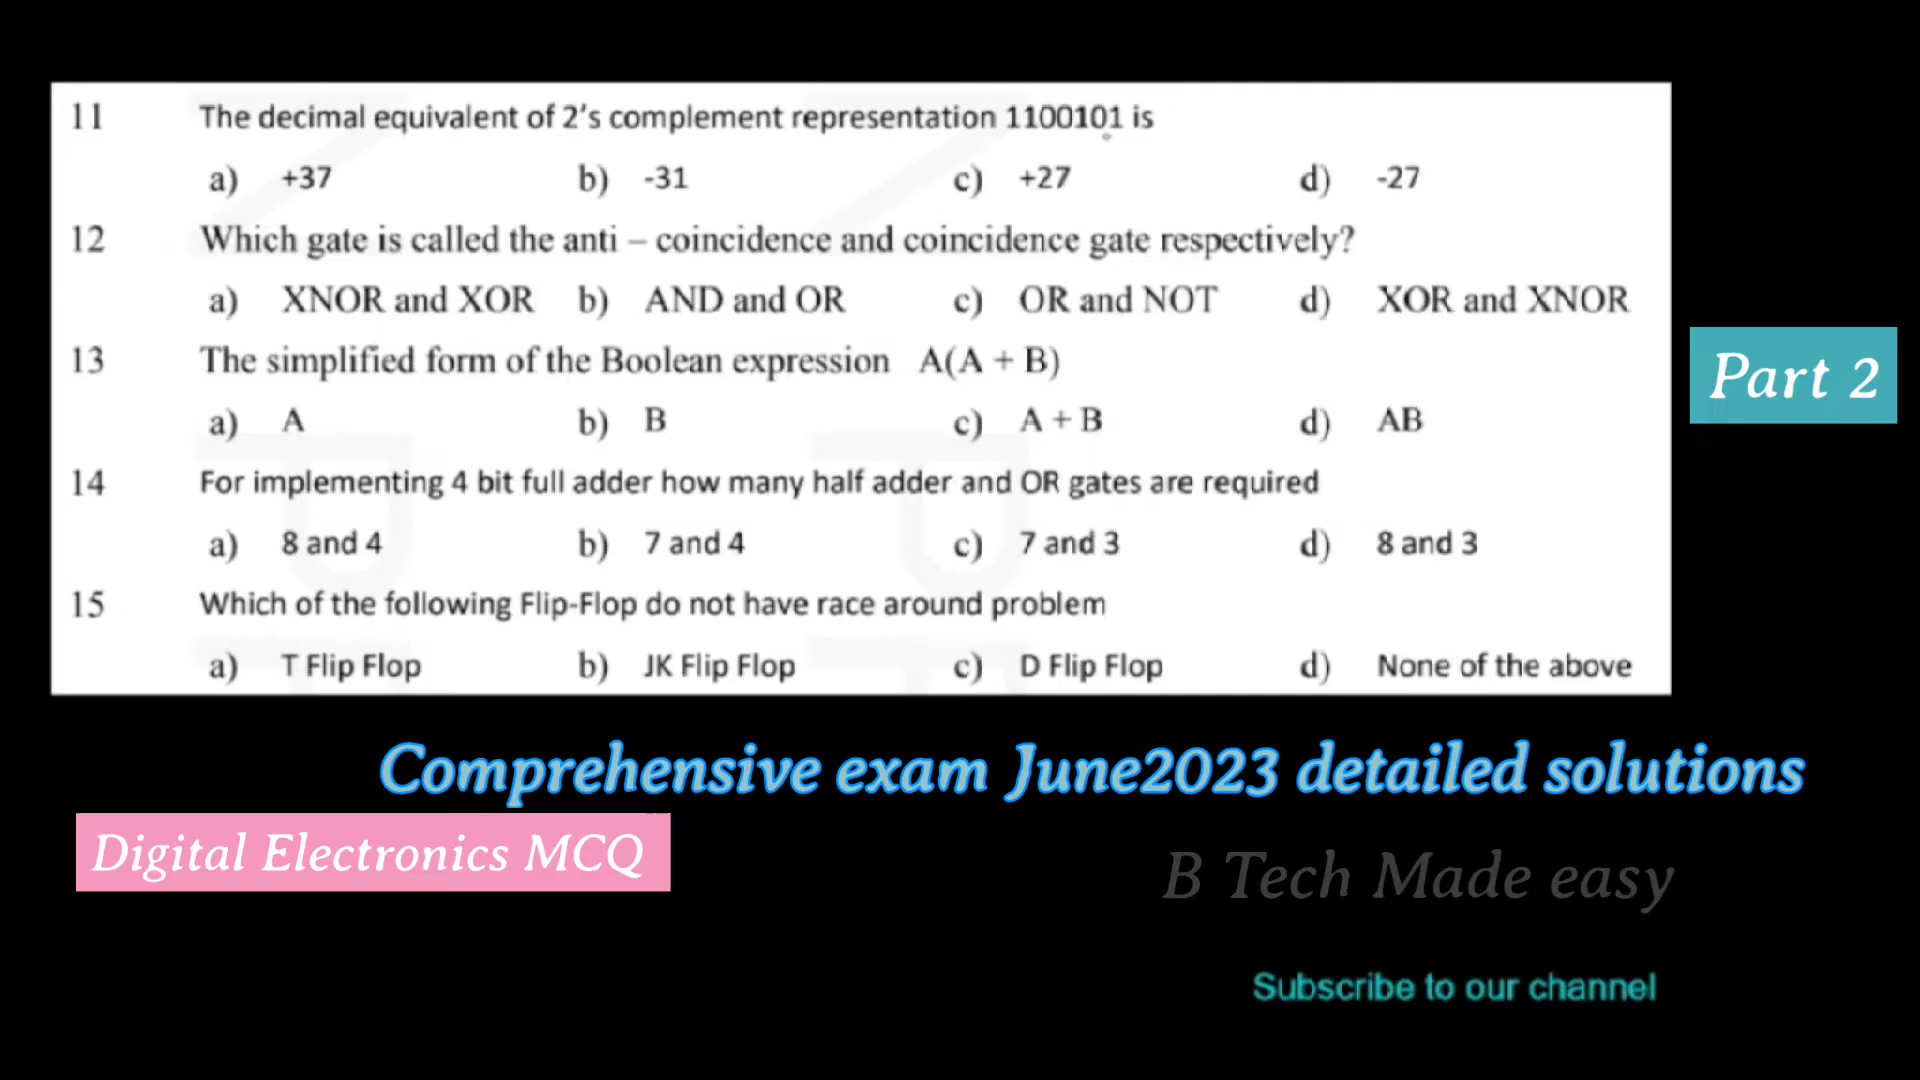 11 The decimal equivalent of 2's complement representation 1100101 is
a) +37 b) -31 c) +27 d) -27
12 Which gate is called the anti – coincidence and coincidence gate respectively?
a) XNOR and XOR b) AND and OR c) OR and NOT d) XOR and XNOR
13 The simplified form of the Boolean expression A(A + B)
a) A b) B c) A + B d) AB
14 For implementing 4 bit full adder how many half adder and OR gates are required
a) 8 and 4 b) 7 and 4 c) 7 and 3 d) 8 and 3
15 Which of the following Flip-Flop do not have race around problem
a) T Flip Flop b) JK Flip Flop c) D Flip Flop d) None of the above
Part 2
Comprehensive exam June2023 detailed solutions
Digital Electronics MCQ
B Tech Made easy
Subscribe to our channel